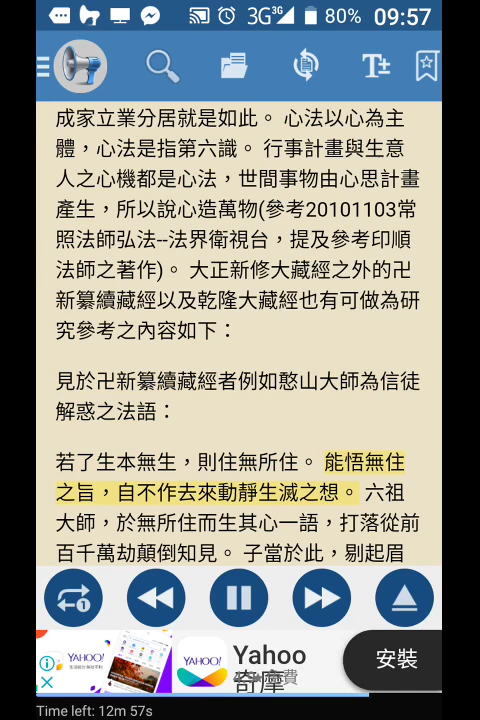 3G 3G 80% 09:57
T±
成家立業分居就是如此。 心法以心為主
體，心法是指第六識。 行事計畫與生意
人之心機都是心法，世間事物由心思計畫
產生，所以說心造萬物(參考20101103常
照法師弘法--法界衛視台，提及參考印順
法師之著作)。 大正新修大藏經之外的卍
新纂續藏經以及乾隆大藏經也有可做為研
究參考之內容如下：
見於卍新纂續藏經者例如憨山大師為信徒
解惑之法語：
若了生本無生，則住無所住。 能悟無住
之旨，自不作去來動靜生滅之想。 六祖
大師，於無所住而生其心一語，打落從前
百千萬劫顛倒知見。 子當於此，剔起眉
1
YAHOO!
YAHOO!
Yahoo
奇摩
費
安裝
Time left: 12m 57s